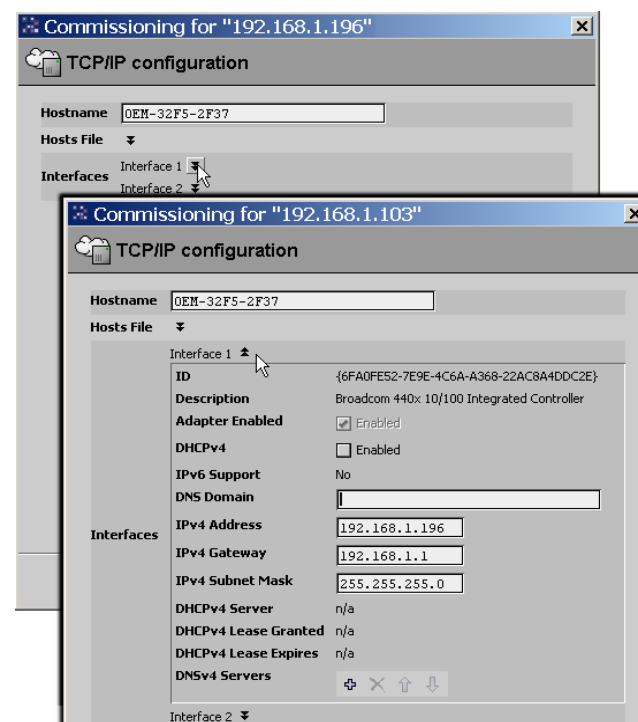 Commissioning for "192.168.1.196"
TCP/IP configuration
Hostname OEM-32F5-2F37
Hosts File
Interfaces
Interface 1
Interface 2
Commissioning for "192.168.1.103"
TCP/IP configuration
Hostname OEM-32F5-2F37
Hosts File
Interfaces
Interface 1
ID {6FA0FE52-7E9E-4C6A-A368-22AC8A4DDC2E}
Description Broadcom 440x 10/100 Integrated Controller
Adapter Enabled Enabled
DHCPv4 Enabled
IPv6 Support No
DNS Domain
IPv4 Address 192.168.1.196
IPv4 Gateway 192.168.1.1
IPv4 Subnet Mask 255.255.255.0
DHCPv4 Server n/a
DHCPv4 Lease Granted n/a
DHCPv4 Lease Expires n/a
DNSv4 Servers
Interface 2